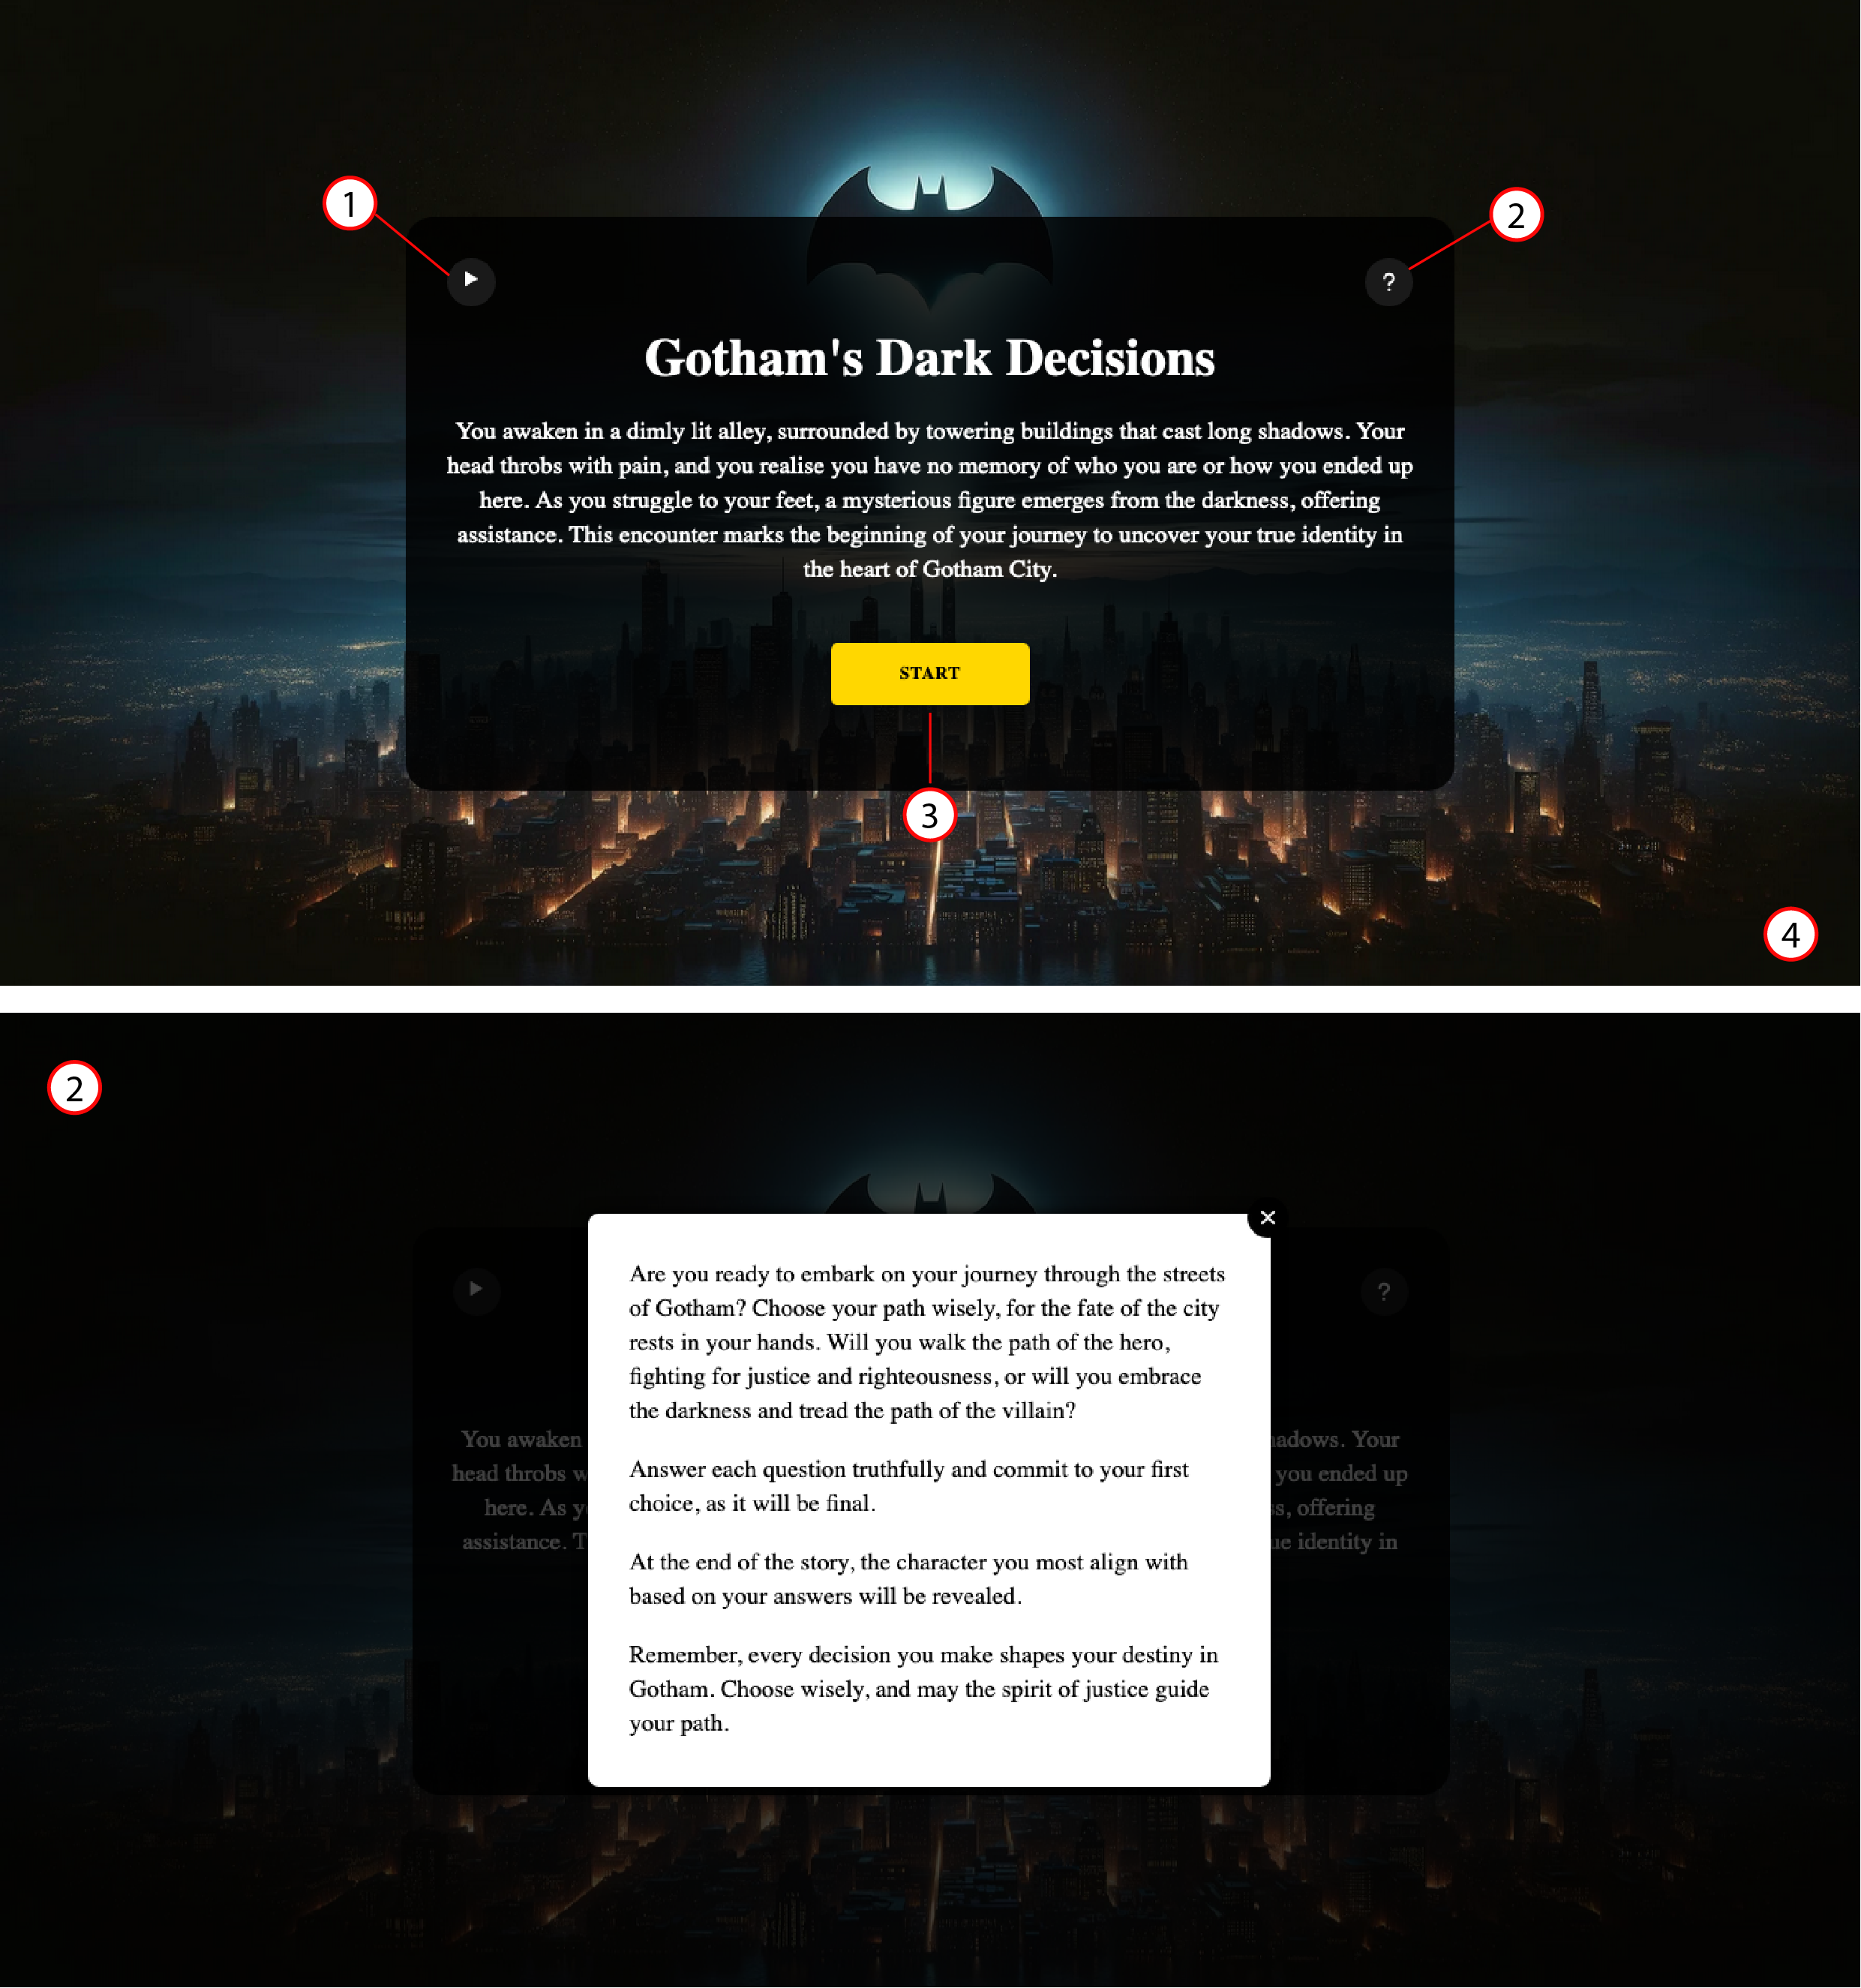 1
2
?
Gotham's Dark Decisions
You awaken in a dimly lit alley, surrounded by towering buildings that cast long shadows. Your
head throbs with pain, and you realise you have no memory of who you are or how you ended up
here. As you struggle to your feet, a mysterious figure emerges from the darkness, offering
assistance. This encounter marks the beginning of your journey to uncover your true identity in
the heart of Gotham City.
START
3
4
2
?
Are you ready to embark on your journey through the streets
of Gotham? Choose your path wisely, for the fate of the city
rests in your hands. Will you walk the path of the hero,
fighting for justice and righteousness, or will you embrace
the darkness and tread the path of the villain?
Answer each question truthfully and commit to your first
choice, as it will be final.
At the end of the story, the character you most align with
based on your answers will be revealed.
Remember, every decision you make shapes your destiny in
Gotham. Choose wisely, and may the spirit of justice guide
your path.
You awaken
adows. Your
head throbs w
you ended up
here. As y
s, offering
assistance. T
ue identity in